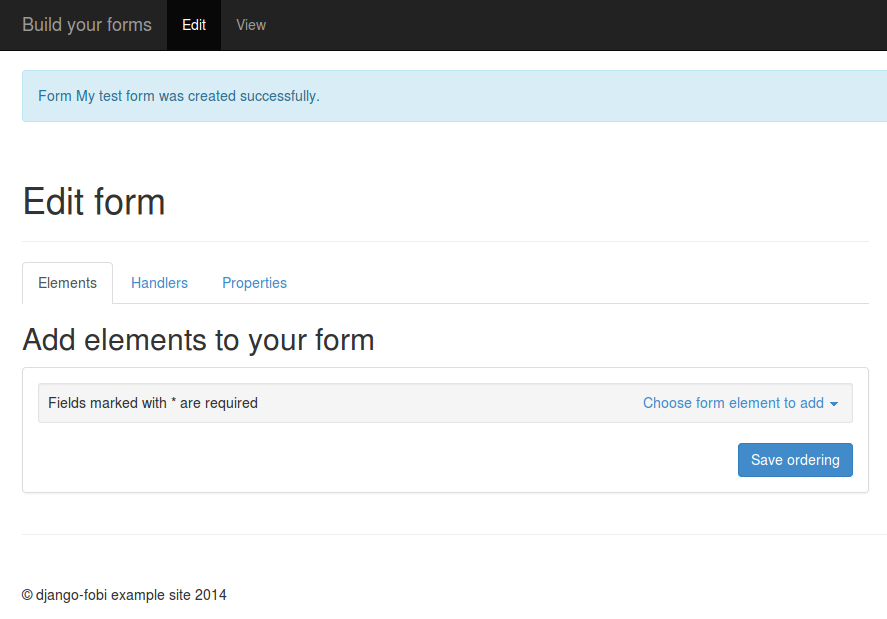 Build your forms Edit View
Form My test form was created successfully.
Edit form
Elements Handlers Properties
Add elements to your form
Fields marked with * are required Choose form element to add
Save ordering
© django-fobi example site 2014